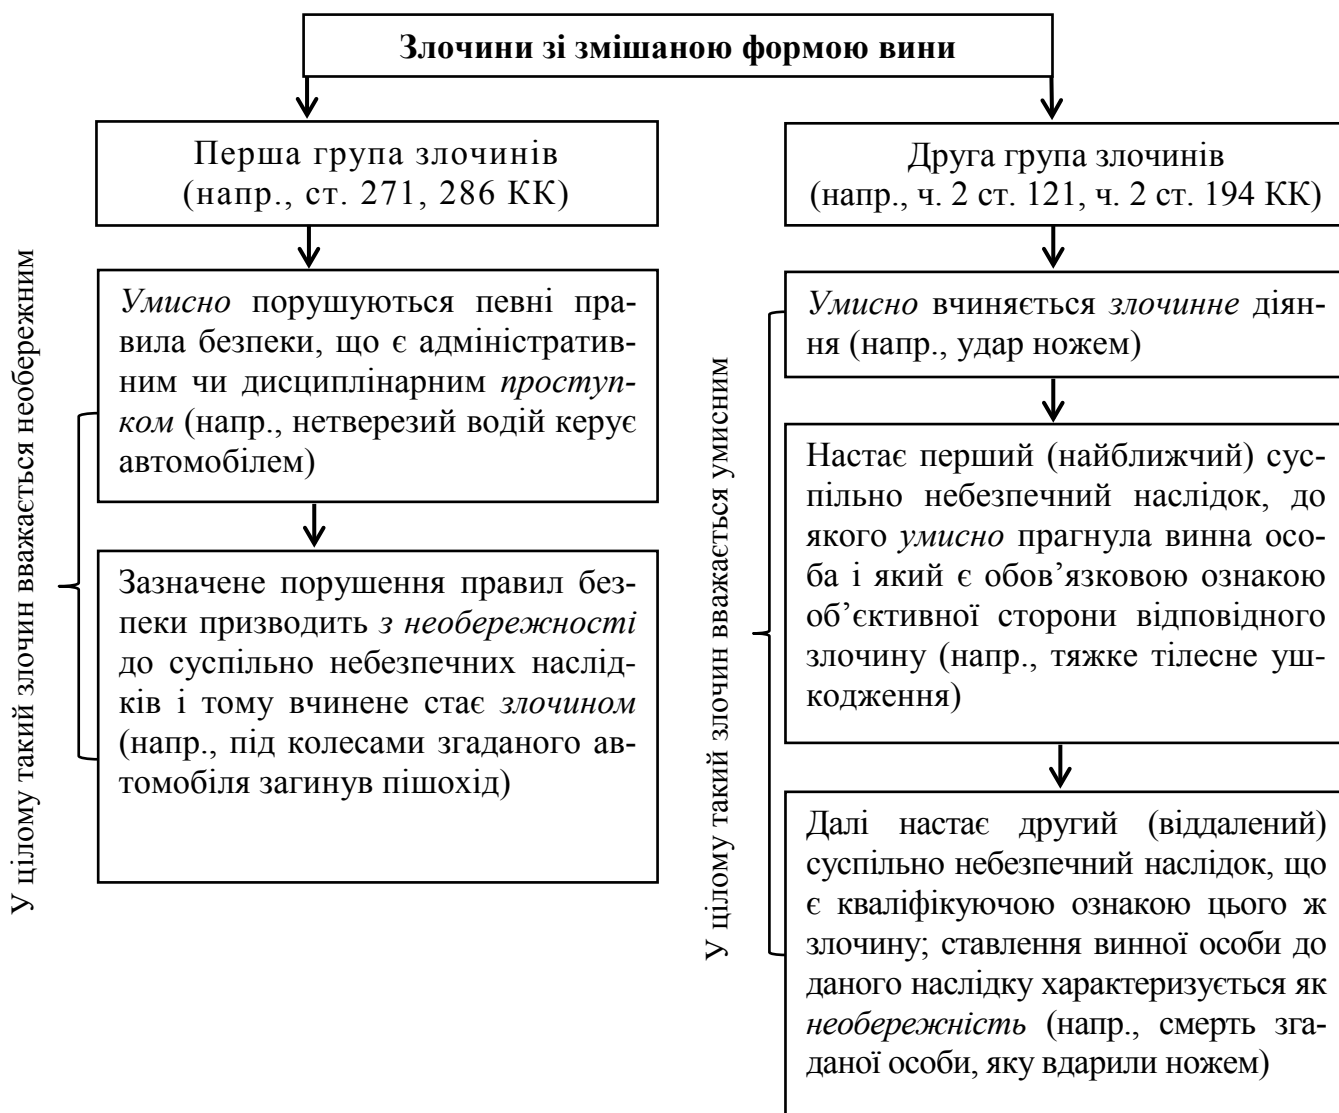 Злочини зі змішаною формою вини
Перша група злочинів
(напр., ст. 271, 286 КК)
У цілому такий злочин вважається необережним
Умисно порушуються певні пра-
вила безпеки, що є адміністратив-
ним чи дисциплінарним проступ-
ком (напр., нетверезий водій керує
автомобілем)
Зазначене порушення правил без-
пеки призводить з необережності
до суспільно небезпечних наслід-
ків і тому вчинене стає злочином
(напр., під колесами згаданого ав-
томобіля загинув пішохід)
Друга група злочинів
(напр., ч. 2 ст. 121, ч. 2 ст. 194 КК)
У цілому такий злочин вважається умисним
Умисно вчиняється злочинне діян-
ня (напр., удар ножем)
Настає перший (найближчий) сус-
пільно небезпечний наслідок, до
якого умисно прагнула винна осо-
ба і який є обов’язковою ознакою
об’єктивної сторони відповідного
злочину (напр., тяжке тілесне уш-
кодження)
Далі настає другий (віддалений)
суспільно небезпечний наслідок, що
є кваліфікуючою ознакою цього ж
злочину; ставлення винної особи до
даного наслідку характеризується як
необережність (напр., смерть зга-
даної особи, яку вдарили ножем)